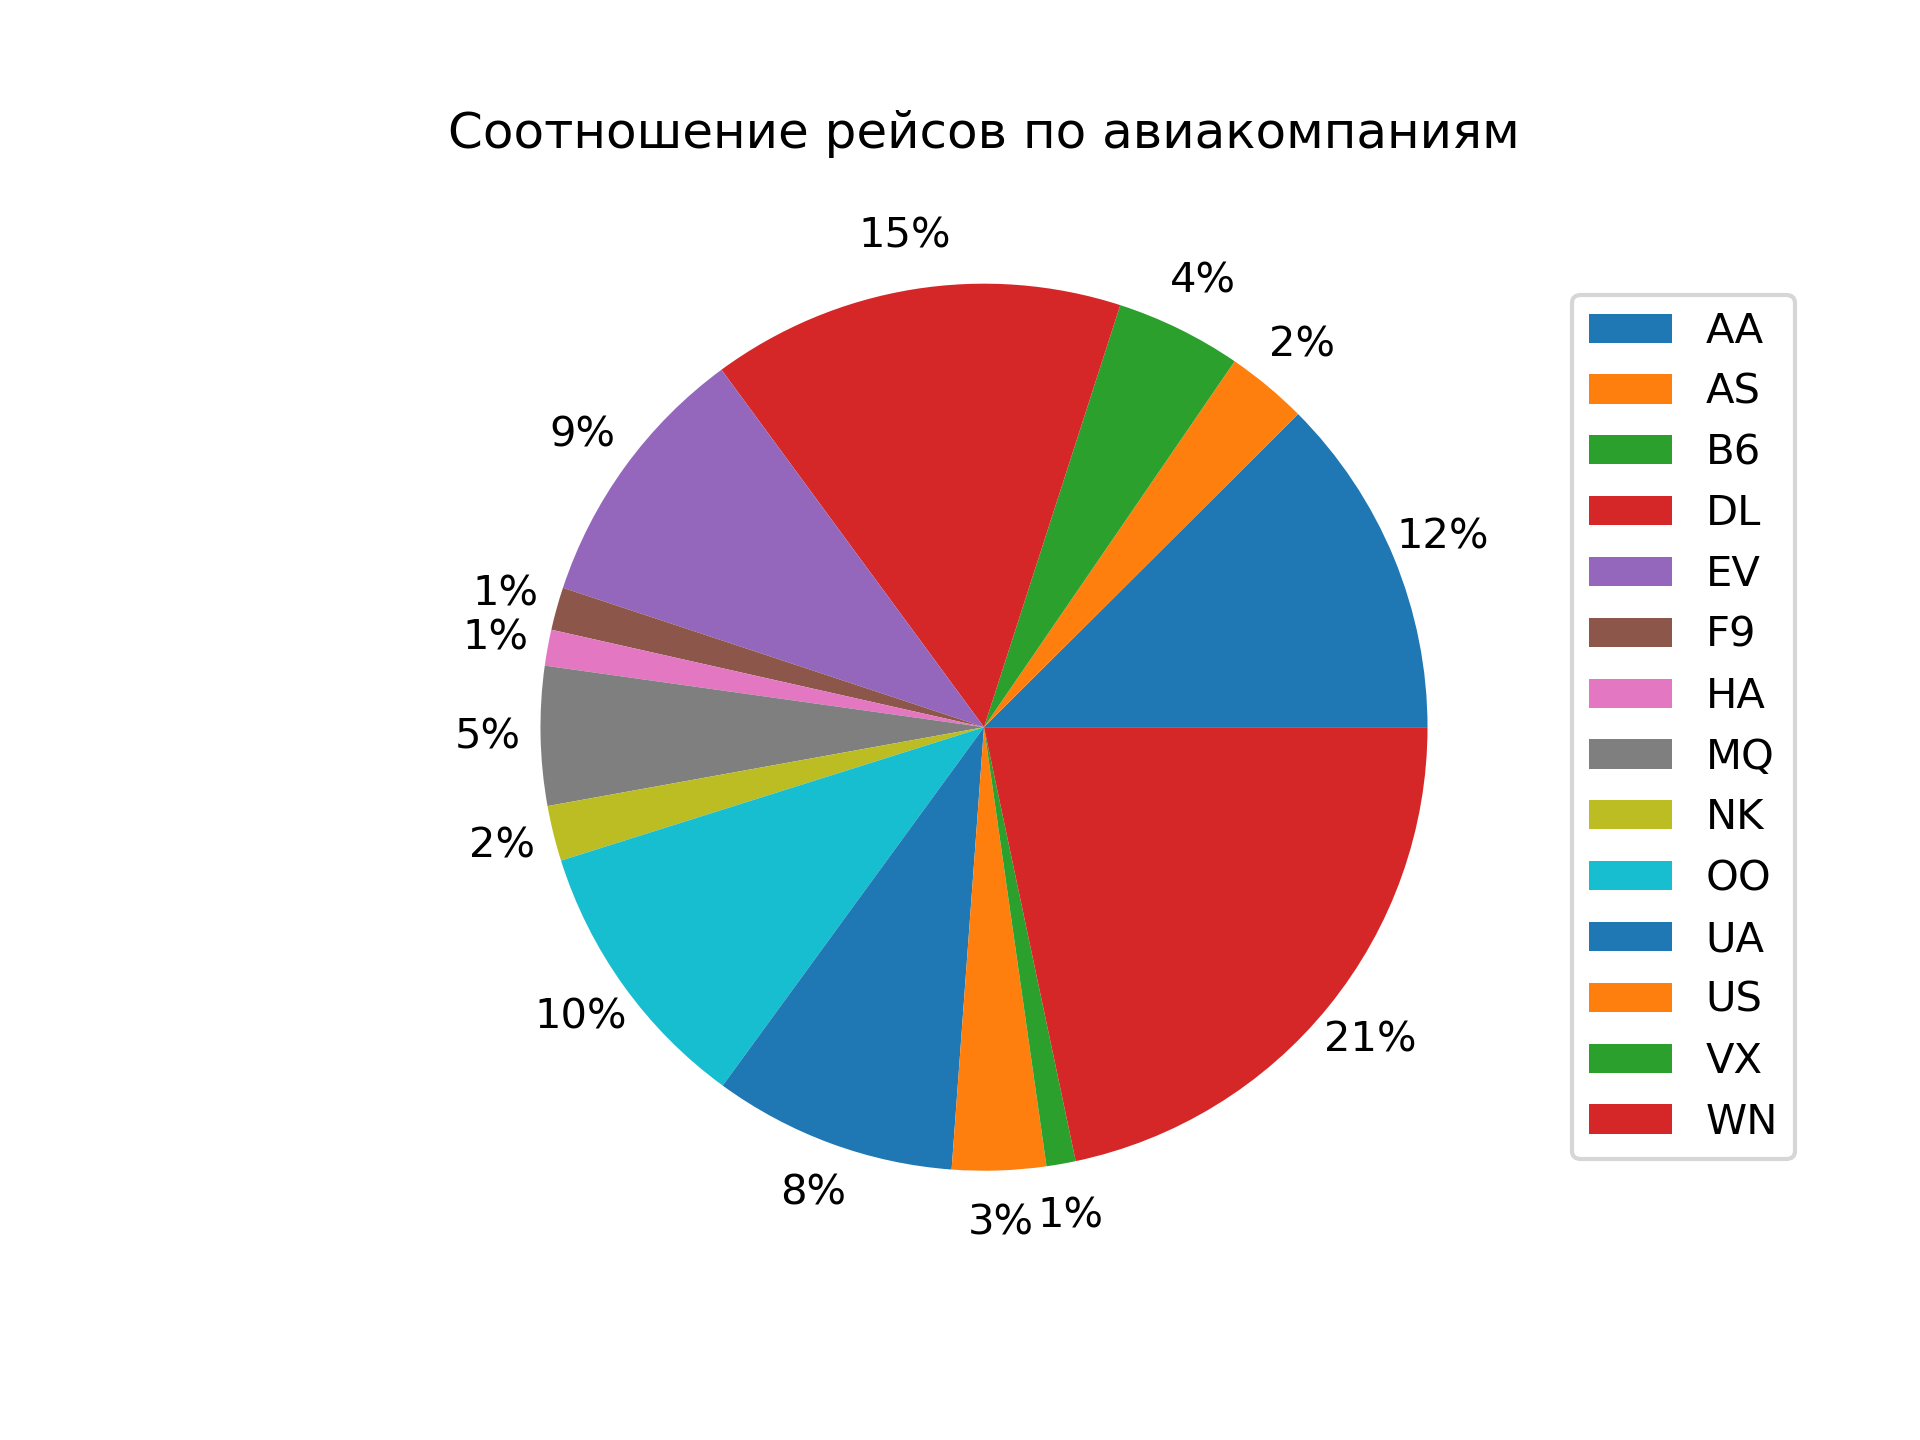 Соотношение рейсов по авиакомпаниям
15%
4%
2%
12%
9%
1%
1%
5%
2%
10%
8%
3%
1%
21%
AA
AS
B6
DL
EV
F9
HA
MQ
NK
OO
UA
US
VX
WN